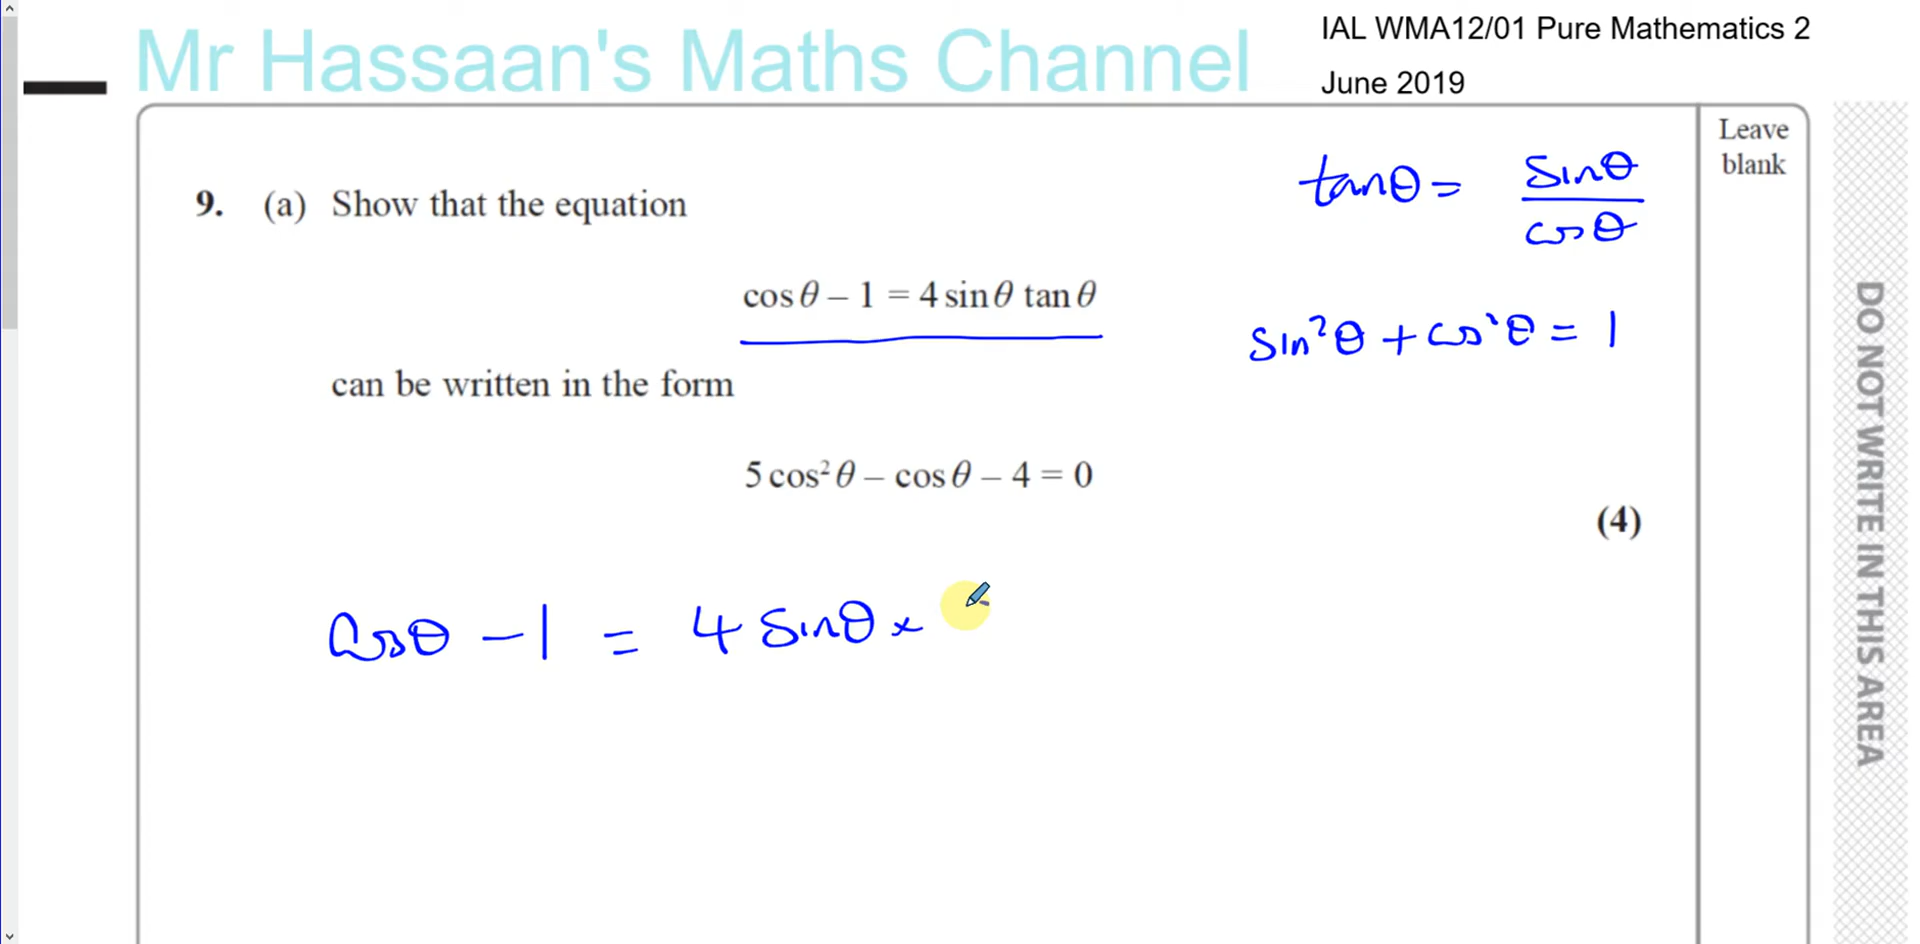 Mr Hassaan's Maths Channel
IAL WMA12/01 Pure Mathematics 2
June 2019
Leave
blank
9. (a) Show that the equation
tanθ = sinθ / cosθ
cos θ – 1 = 4 sin θ tan θ
sin²θ + cos²θ = 1
can be written in the form
5 cos² θ – cos θ – 4 = 0
(4)
cosθ – 1 = 4 sinθ ×
DO NOT WRITE IN THIS AREA